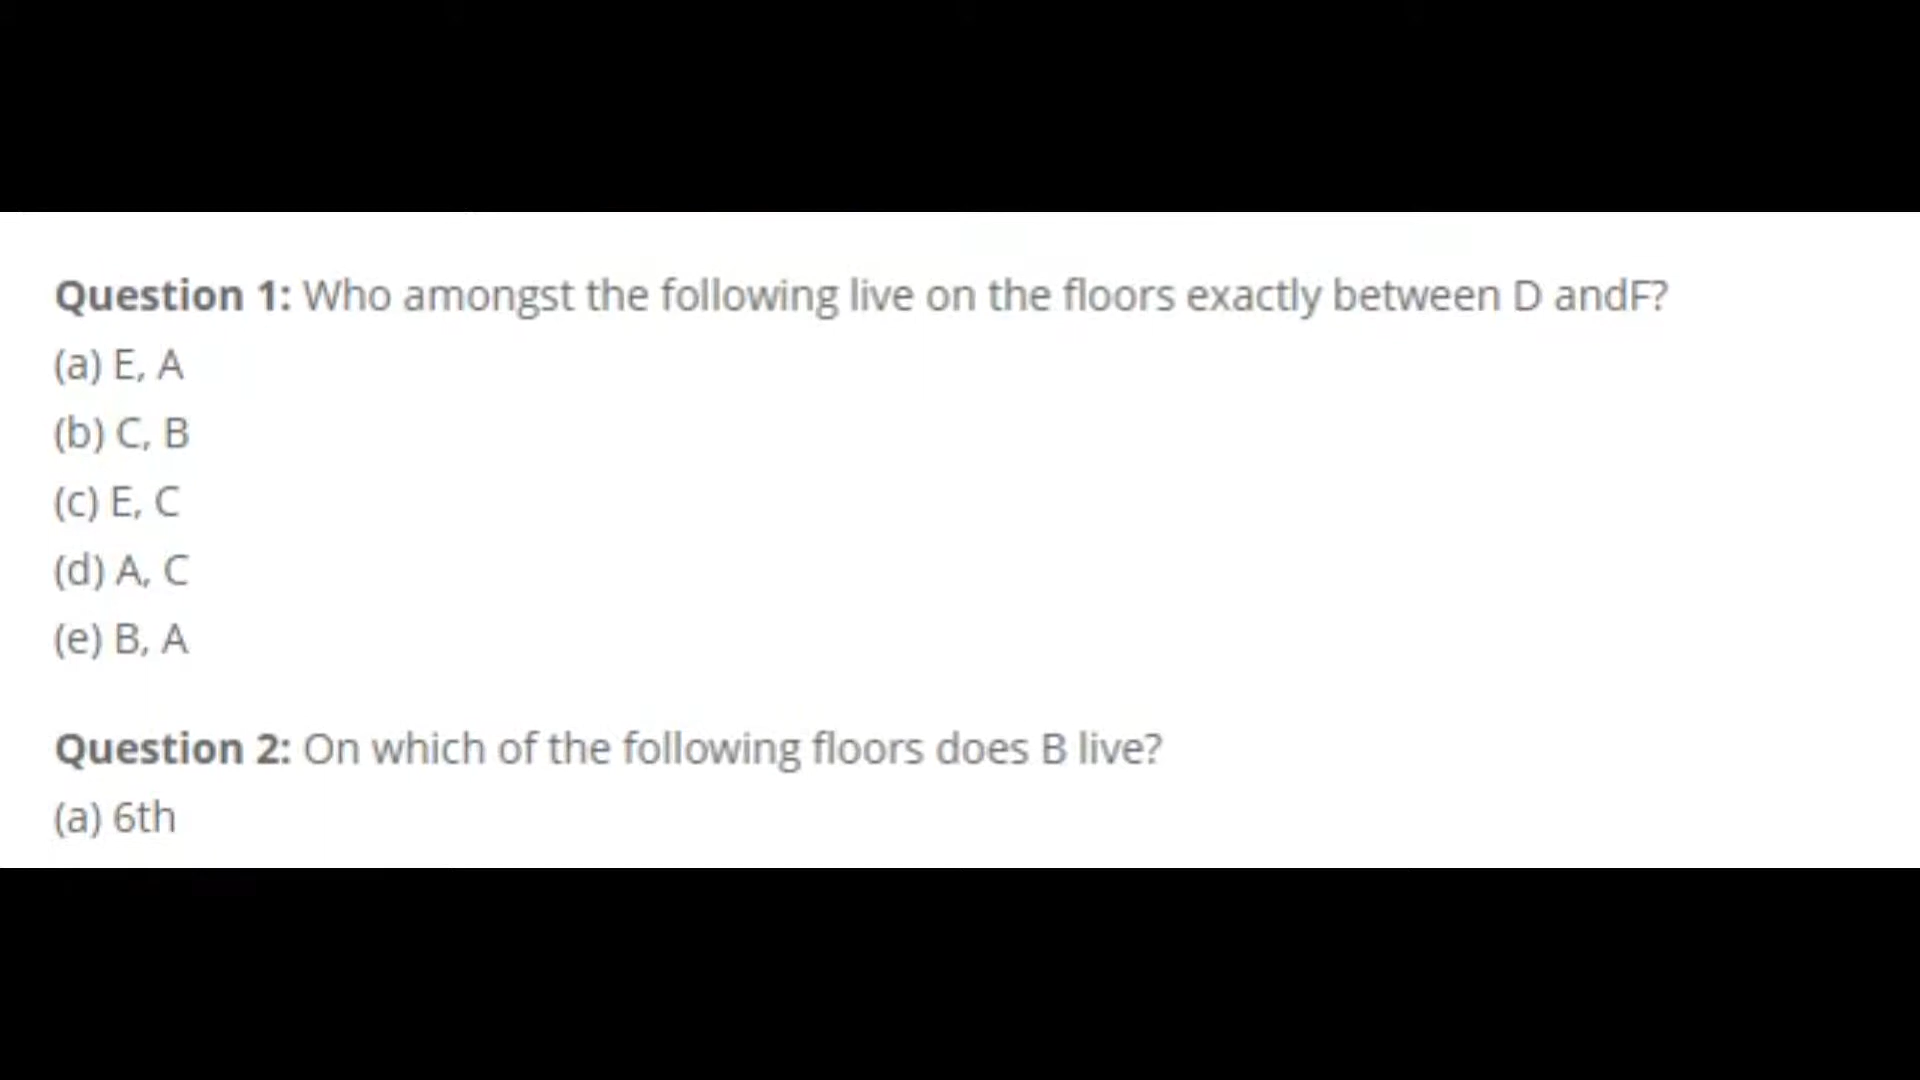 Question 1: Who amongst the following live on the floors exactly between D andF?
(a) E, A
(b) C, B
(c) E, C
(d) A, C
(e) B, A
Question 2: On which of the following floors does B live?
(a) 6th